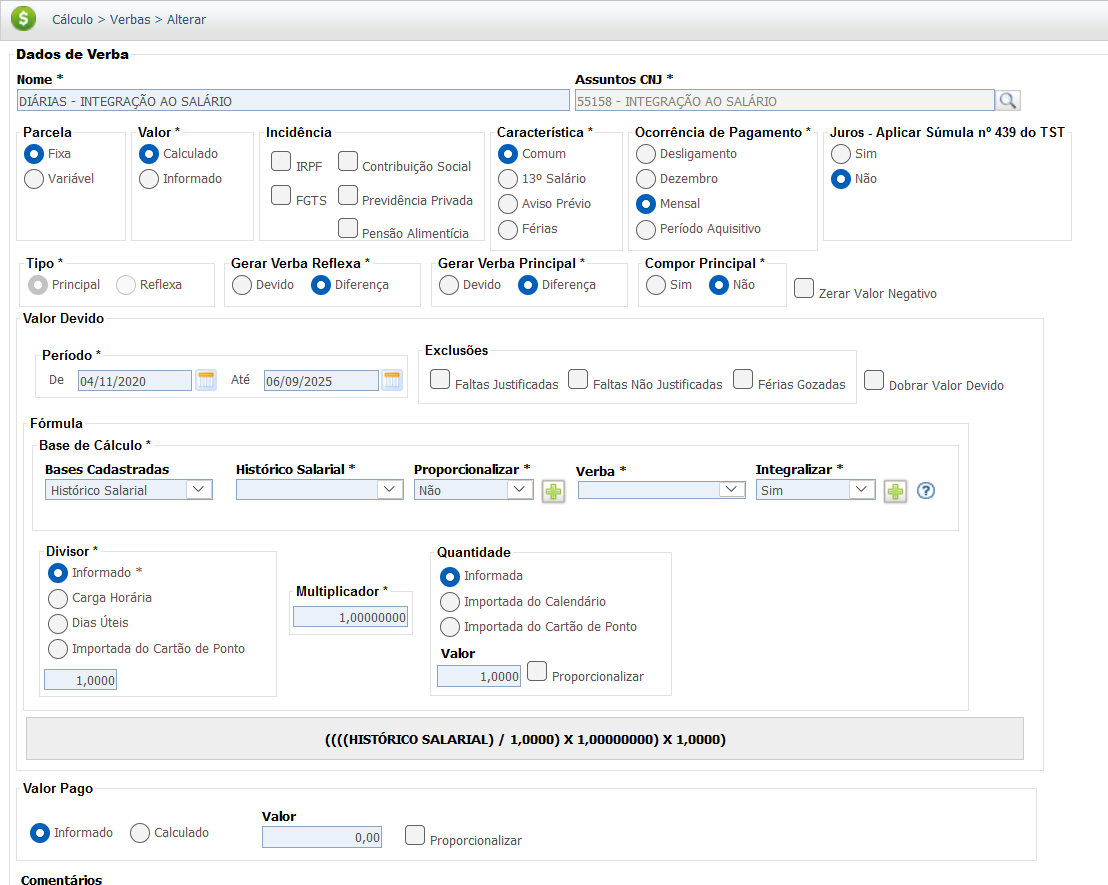 $ Cálculo > Verbas > Alterar
Dados de Verba
Nome * Assuntos CNJ *
DIÁRIAS - INTEGRAÇÃO AO SALÁRIO 55158 - INTEGRAÇÃO AO SALÁRIO
Parcela Valor * Incidência Característica * Ocorrência de Pagamento * Juros - Aplicar Súmula nº 439 do TST
Fixa Calculado IRPF Contribuição Social Comum Desligamento Sim
Variável Informado FGTS Previdência Privada 13º Salário Dezembro Não
Pensão Alimentícia Aviso Prévio Mensal
Férias Período Aquisitivo
Tipo * Gerar Verba Reflexa * Gerar Verba Principal * Compor Principal *
Principal Reflexa Devido Diferença Devido Diferença Sim Não Zerar Valor Negativo
Valor Devido
Período * Exclusões
De 04/11/2020 Até 06/09/2025 Faltas Justificadas Faltas Não Justificadas Férias Gozadas Dobrar Valor Devido
Fórmula
Base de Cálculo *
Bases Cadastradas Histórico Salarial * Proporcionalizar * Verba * Integralizar *
Histórico Salarial Não Sim ?
Divisor * Quantidade
Informado * Informada
Carga Horária Multiplicador * Importada do Calendário
Dias Úteis 1,00000000 Importada do Cartão de Ponto
Importada do Cartão de Ponto Valor
1,0000 1,0000 Proporcionalizar
((((HISTÓRICO SALARIAL) / 1,0000) X 1,00000000) X 1,0000)
Valor Pago
Valor
Informado Calculado 0,00 Proporcionalizar
Comentários